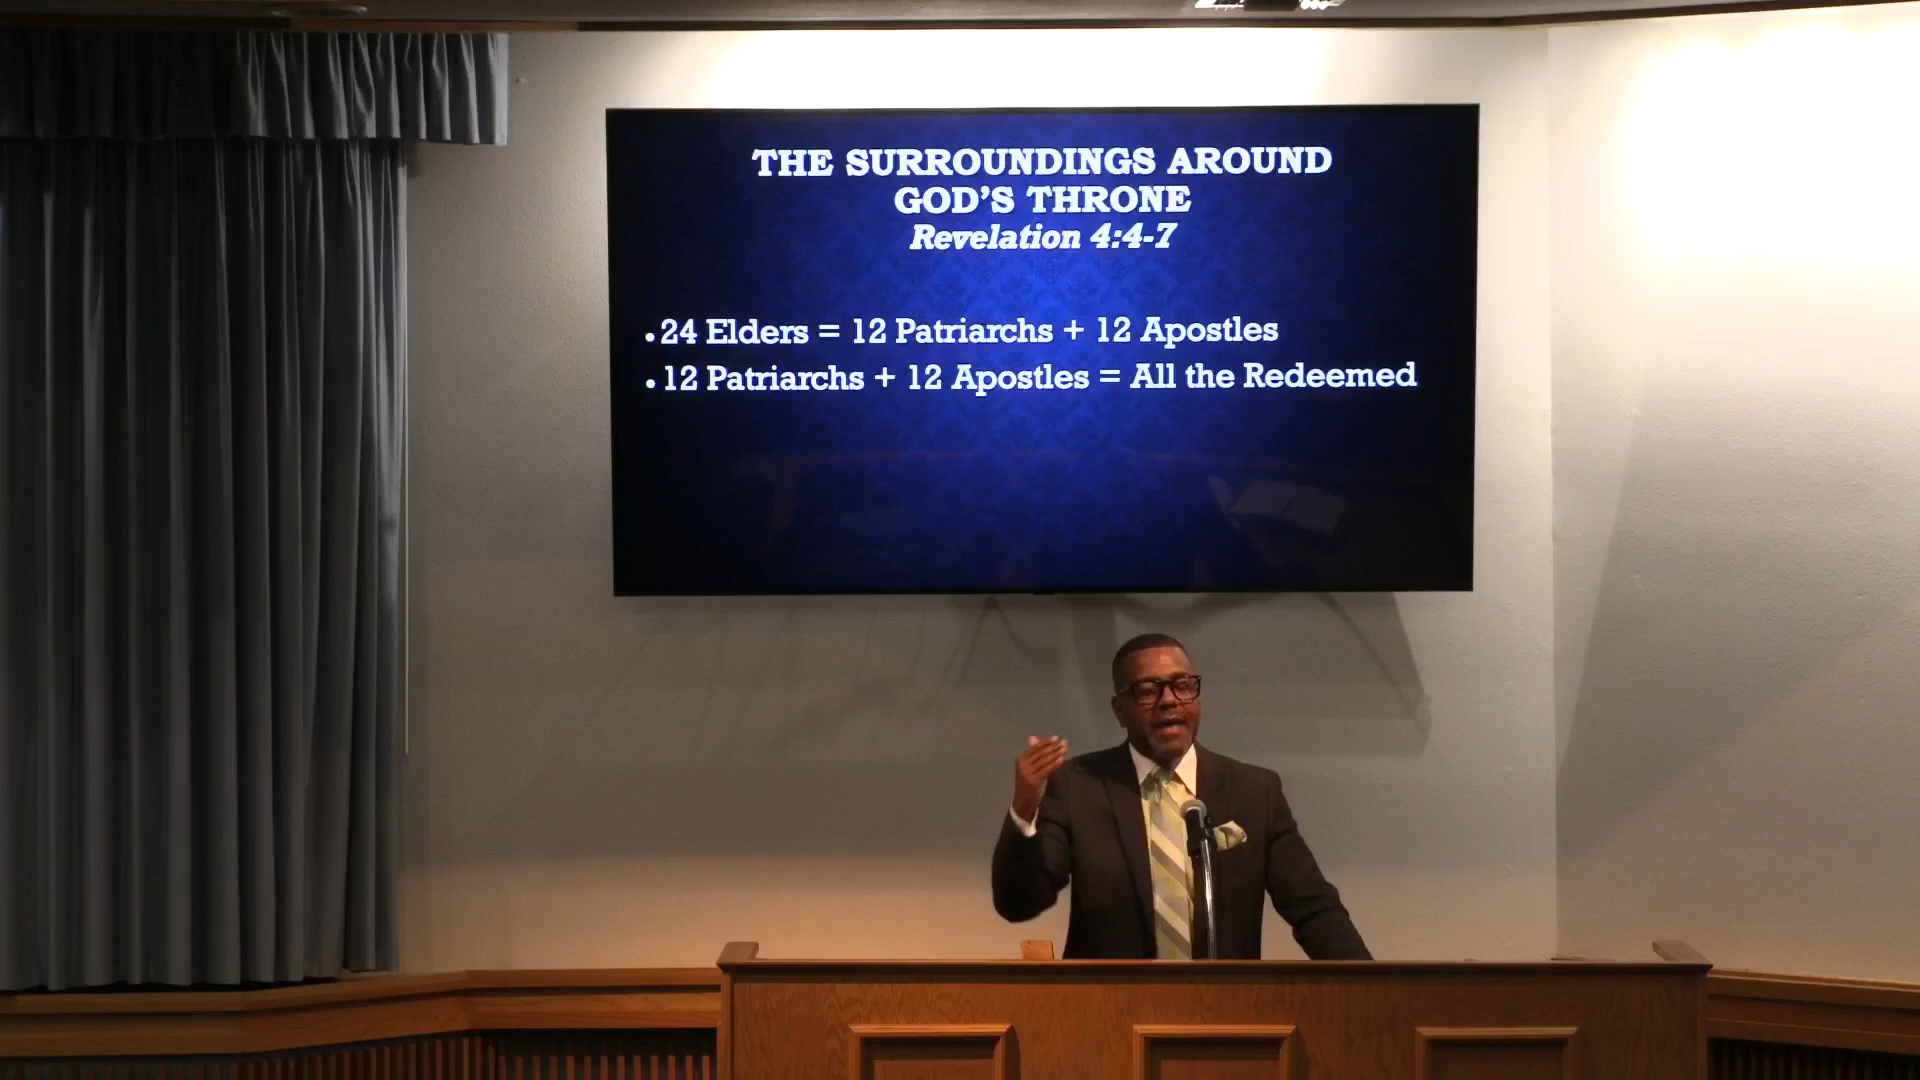 THE SURROUNDINGS AROUND
GOD'S THRONE
Revelation 4:4-7
• 24 Elders = 12 Patriarchs + 12 Apostles
• 12 Patriarchs + 12 Apostles = All the Redeemed